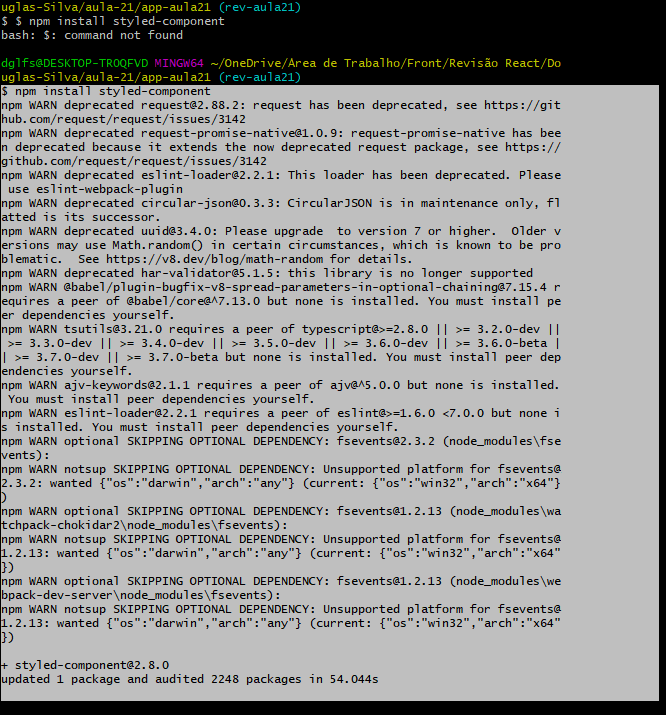 uglas-Silva/aula-21/app-aula21 (rev-aula21)
$ $ npm install styled-component
bash: $: command not found
dglfs@DESKTOP-TROQFVD MINGW64 ~/OneDrive/Área de Trabalho/Front/Revisão React/Do
uglas-Silva/aula-21/app-aula21 (rev-aula21)
$ npm install styled-component
npm WARN deprecated request@2.88.2: request has been deprecated, see https://git
hub.com/request/request/issues/3142
npm WARN deprecated request-promise-native@1.0.9: request-promise-native has bee
n deprecated because it extends the now deprecated request package, see https://
github.com/request/request/issues/3142
npm WARN deprecated eslint-loader@2.2.1: This loader has been deprecated. Please
 use eslint-webpack-plugin
npm WARN deprecated circular-json@0.3.3: CircularJSON is in maintenance only, fl
atted is its successor.
npm WARN deprecated uuid@3.4.0: Please upgrade  to version 7 or higher.  Older v
ersions may use Math.random() in certain circumstances, which is known to be pro
blematic.  See https://v8.dev/blog/math-random for details.
npm WARN deprecated har-validator@5.1.5: this library is no longer supported
npm WARN @babel/plugin-bugfix-v8-spread-parameters-in-optional-chaining@7.15.4 r
equires a peer of @babel/core@^7.13.0 but none is installed. You must install pe
er dependencies yourself.
npm WARN tsutils@3.21.0 requires a peer of typescript@>=2.8.0 || >= 3.2.0-dev ||
 >= 3.3.0-dev || >= 3.4.0-dev || >= 3.5.0-dev || >= 3.6.0-dev || >= 3.6.0-beta |
| >= 3.7.0-dev || >= 3.7.0-beta but none is installed. You must install peer dep
endencies yourself.
npm WARN ajv-keywords@2.1.1 requires a peer of ajv@^5.0.0 but none is installed.
 You must install peer dependencies yourself.
npm WARN eslint-loader@2.2.1 requires a peer of eslint@>=1.6.0 <7.0.0 but none i
s installed. You must install peer dependencies yourself.
npm WARN optional SKIPPING OPTIONAL DEPENDENCY: fsevents@2.3.2 (node_modules\fse
vents):
npm WARN notsup SKIPPING OPTIONAL DEPENDENCY: Unsupported platform for fsevents@
2.3.2: wanted {"os":"darwin","arch":"any"} (current: {"os":"win32","arch":"x64"}
)
npm WARN optional SKIPPING OPTIONAL DEPENDENCY: fsevents@1.2.13 (node_modules\wa
tchpack-chokidar2\node_modules\fsevents):
npm WARN notsup SKIPPING OPTIONAL DEPENDENCY: Unsupported platform for fsevents@
1.2.13: wanted {"os":"darwin","arch":"any"} (current: {"os":"win32","arch":"x64"
})
npm WARN optional SKIPPING OPTIONAL DEPENDENCY: fsevents@1.2.13 (node_modules\we
bpack-dev-server\node_modules\fsevents):
npm WARN notsup SKIPPING OPTIONAL DEPENDENCY: Unsupported platform for fsevents@
1.2.13: wanted {"os":"darwin","arch":"any"} (current: {"os":"win32","arch":"x64"
})
+ styled-component@2.8.0
updated 1 package and audited 2248 packages in 54.044s